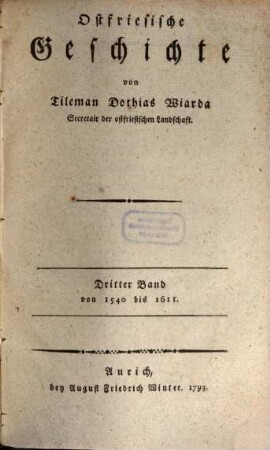 Ostfriesische
Geschichte
von
Tileman Dothias Wiarda
Secretair der ostfriesischen Landschaft.
Dritter Band
von 1540 bis 1611.
Aurich,
bey August Friedrich Winter. 1793.